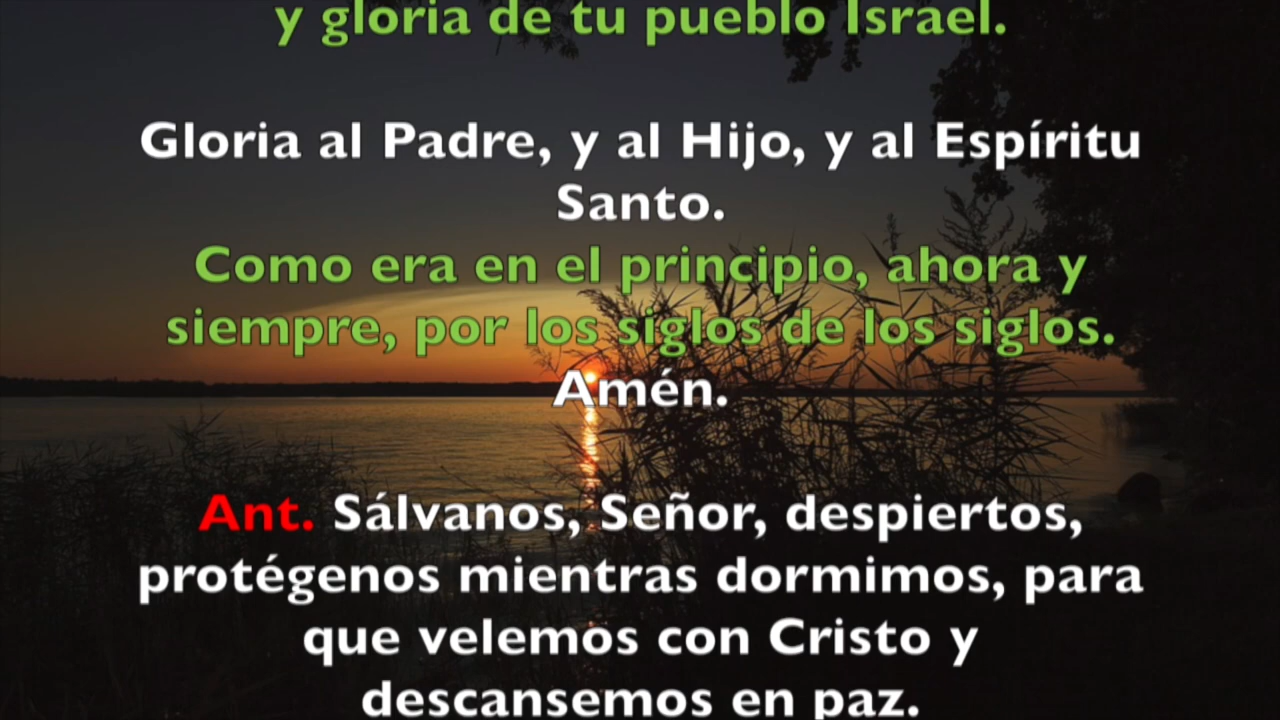 y gloria de tu pueblo Israel.
Gloria al Padre, y al Hijo, y al Espíritu
Santo.
Como era en el principio, ahora y
siempre, por los siglos de los siglos.
Amén.
Ant. Sálvanos, Señor, despiertos,
protégenos mientras dormimos, para
que velemos con Cristo y
descansemos en paz.